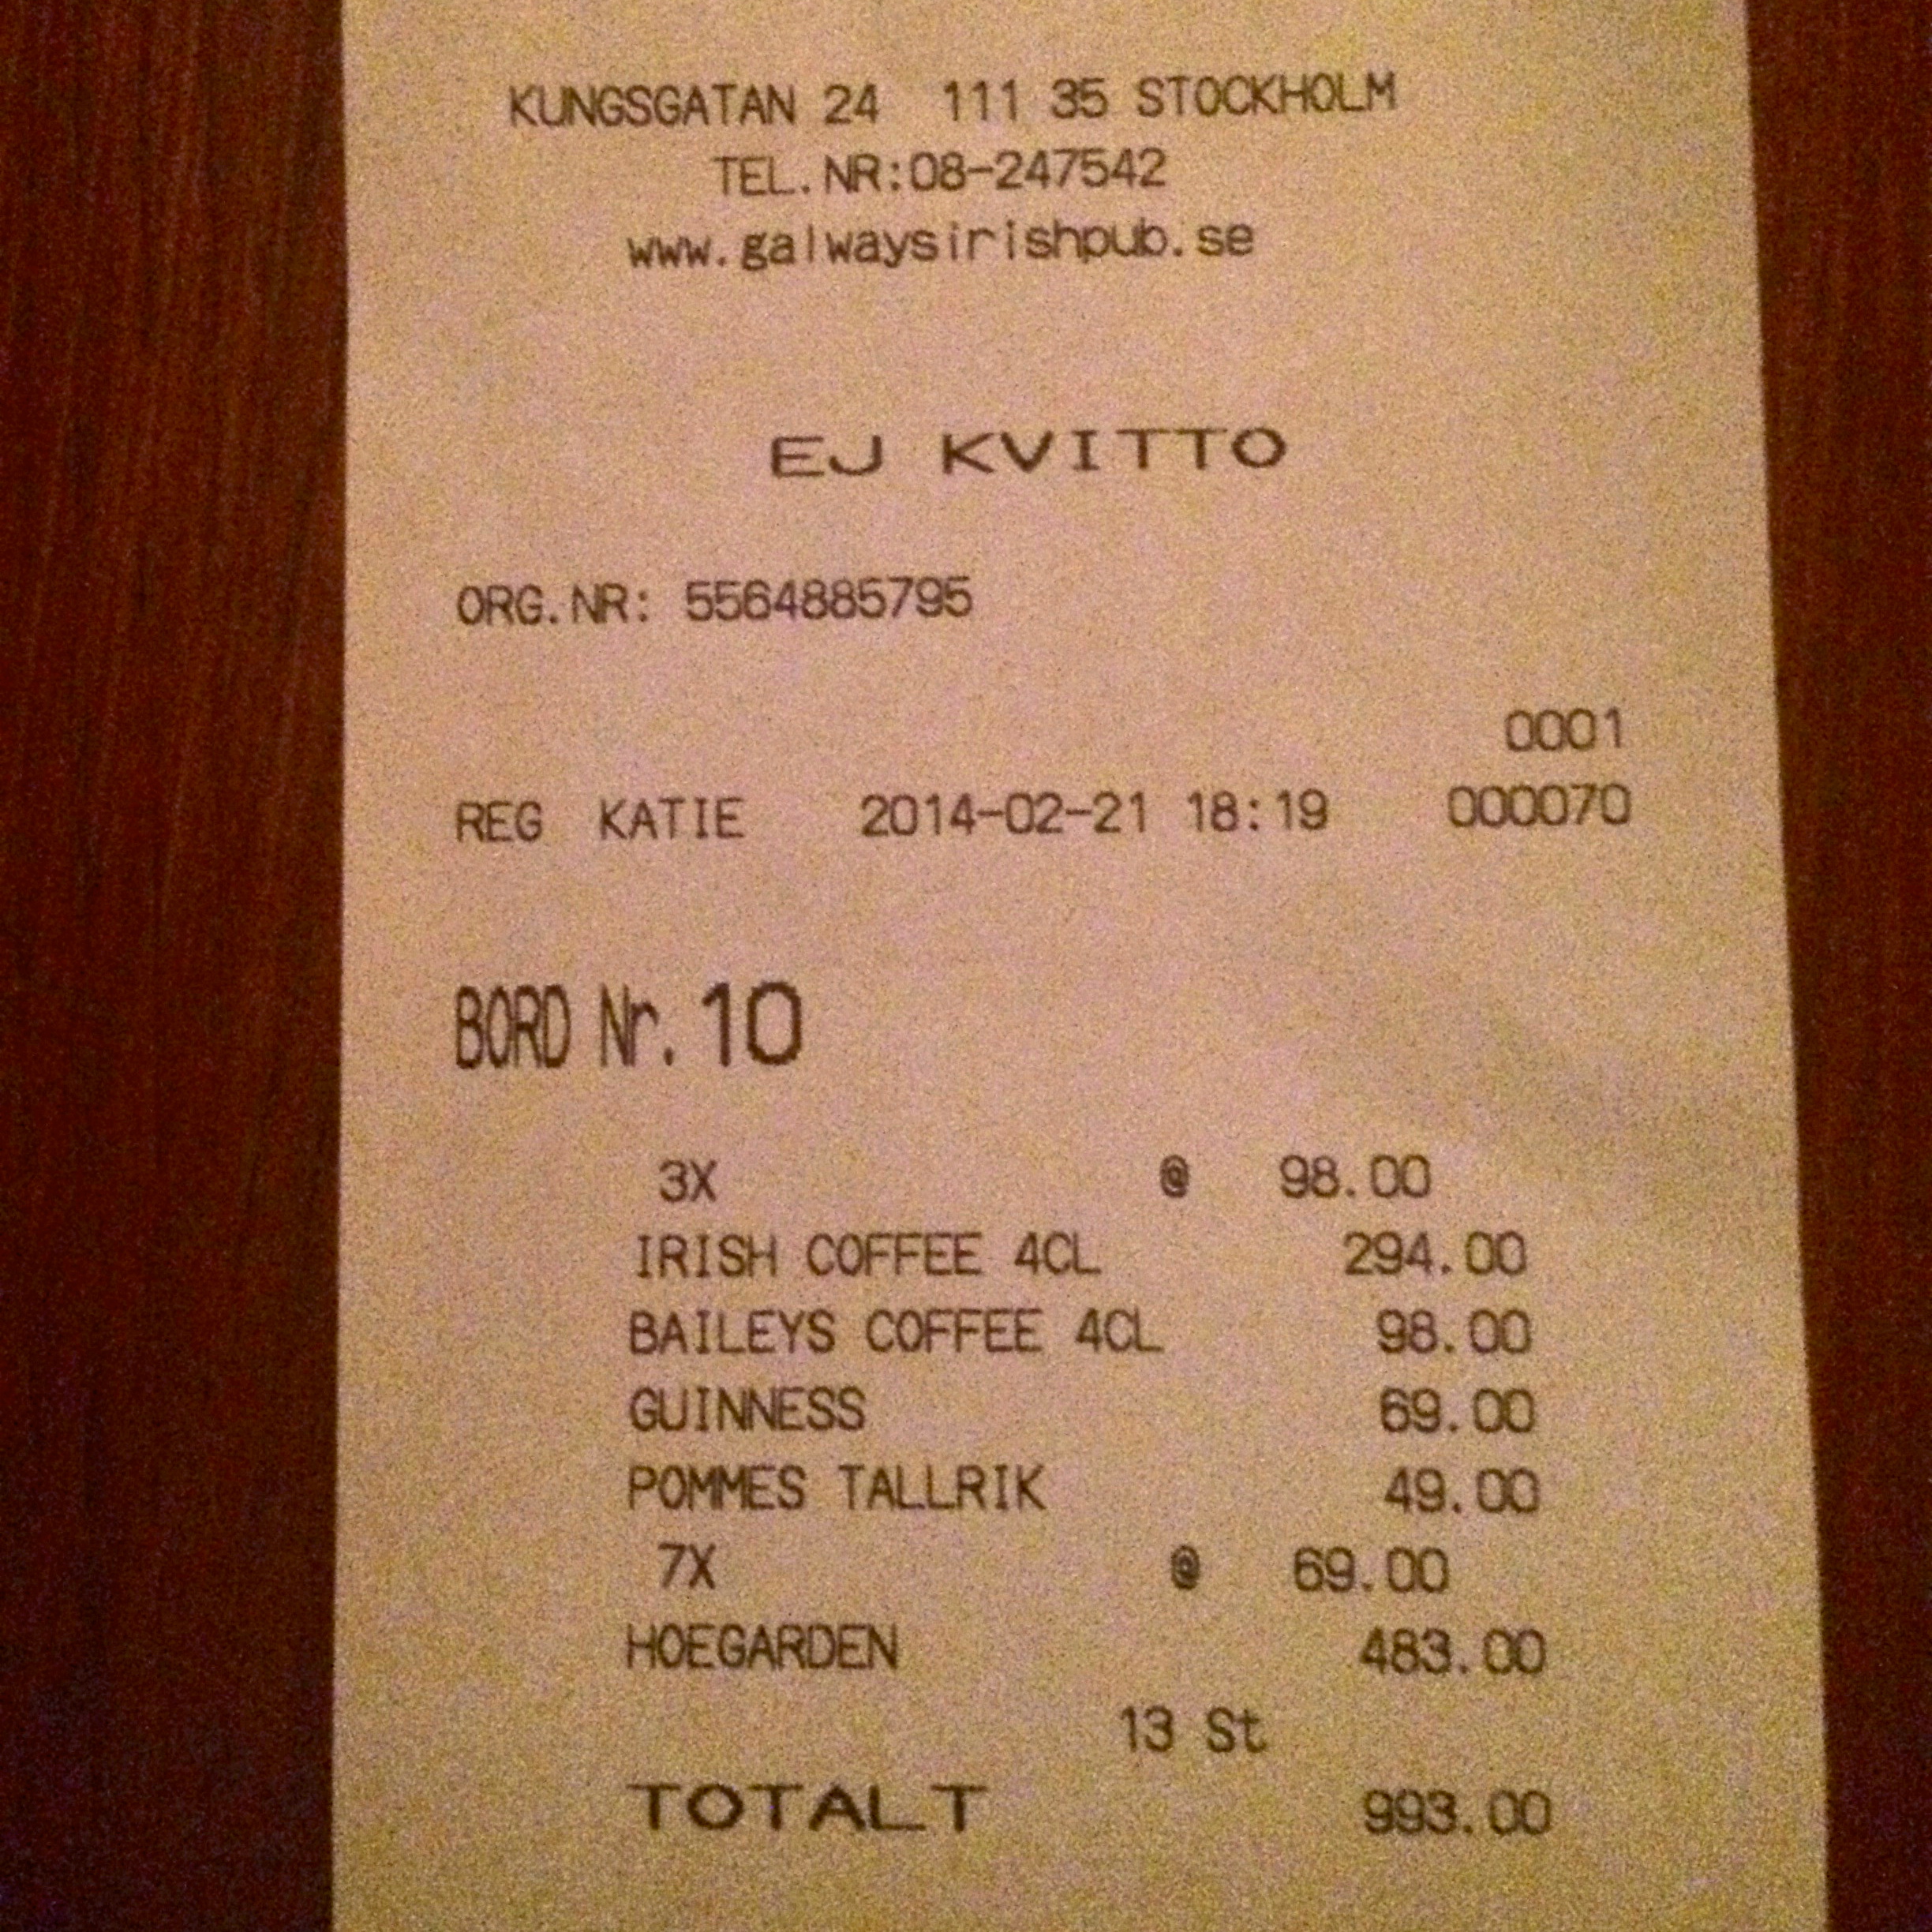 KUNGSGATAN 24 111 35 STOCKHOLM
TEL.NR:08-247542
www.galwaysirishpub.se
EJ KVITTO
ORG.NR: 5564885795
0001
REG KATIE 2014-02-21 18:19 000070
BORD Nr. 10
3X @ 98.00
IRISH COFFEE 4CL 294.00
BAILEYS COFFEE 4CL 98.00
GUINNESS 69.00
POMMES TALLRIK 49.00
7X @ 69.00
HOEGARDEN 483.00
13 St
TOTALT 993.00